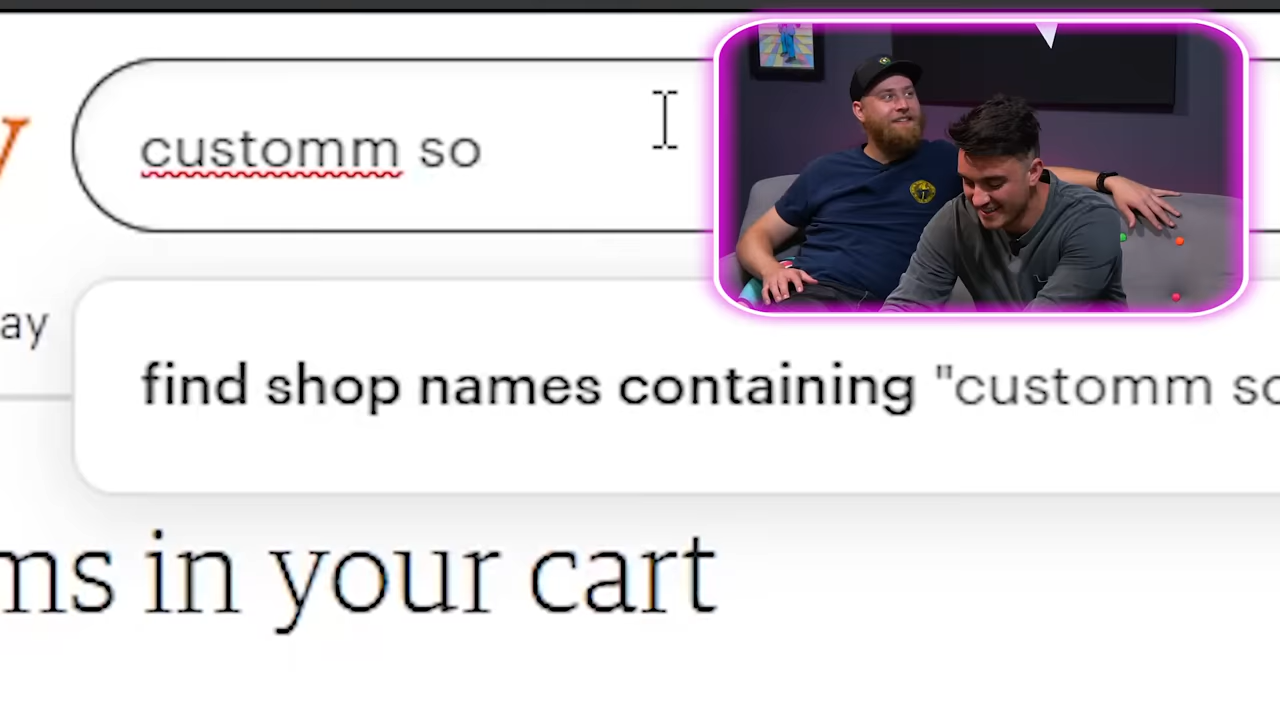 y
customm so
ay
find shop names containing "customm so
ms in your cart